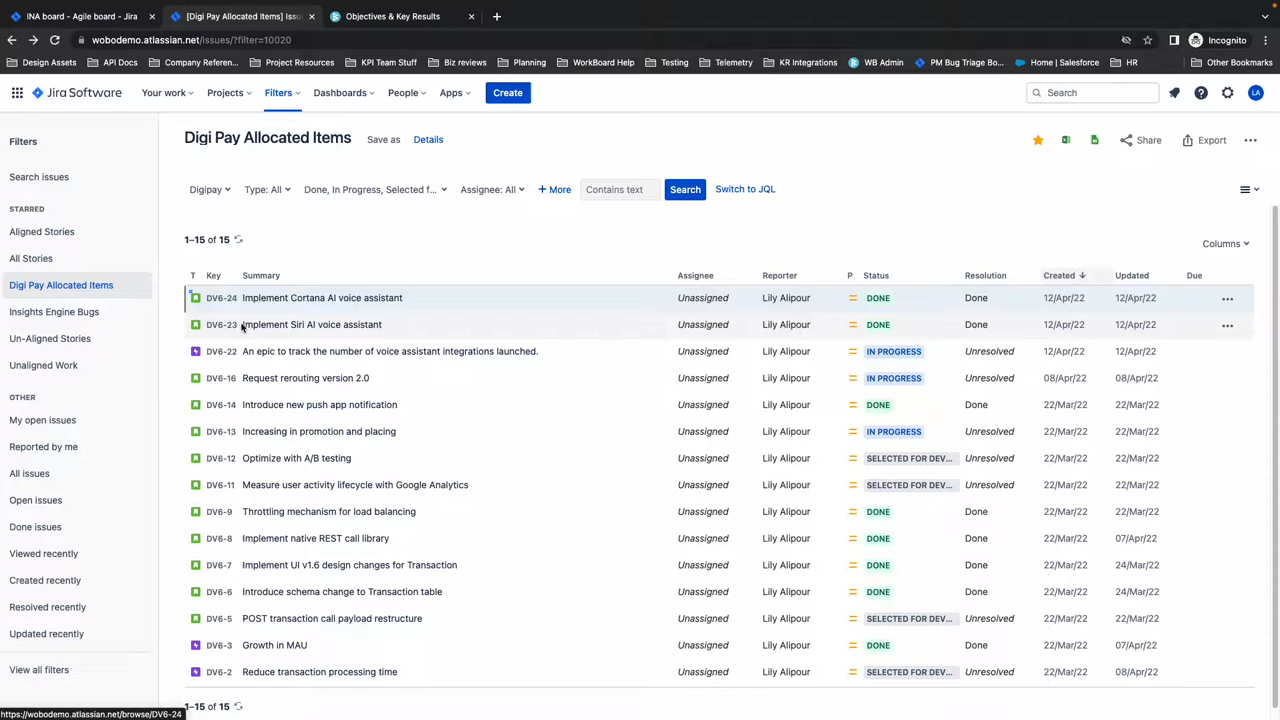 INA board - Agile board - Jira
[Digi Pay Allocated Items] Issu
Objectives & Key Results
wobodemo.atlassian.net/issues/?filter=10020
Incognito
Design Assets API Docs Company Referen... Project Resources KPI Team Stuff Biz reviews Planning WorkBoard Help Testing Telemetry KR Integrations WB Admin PM Bug Triage Boa... Home | Salesforce HR Other Bookmarks
Jira Software Your work Projects Filters Dashboards People Apps Create Search LA
Filters
Search issues
STARRED
Aligned Stories
All Stories
Digi Pay Allocated Items
Insights Engine Bugs
Un-Aligned Stories
Unaligned Work
OTHER
My open issues
Reported by me
All issues
Open issues
Done issues
Viewed recently
Created recently
Resolved recently
Updated recently
View all filters
Digi Pay Allocated Items Save as Details Share Export
Digipay Type: All Done, In Progress, Selected f... Assignee: All + More Contains text Search Switch to JQL
1–15 of 15
Columns
T Key Summary Assignee Reporter P Status Resolution Created Updated Due
DV6-24 Implement Cortana AI voice assistant Unassigned Lily Alipour DONE Done 12/Apr/22 12/Apr/22
DV6-23 Implement Siri AI voice assistant Unassigned Lily Alipour DONE Done 12/Apr/22 12/Apr/22
DV6-22 An epic to track the number of voice assistant integrations launched. Unassigned Lily Alipour IN PROGRESS Unresolved 12/Apr/22 12/Apr/22
DV6-16 Request rerouting version 2.0 Unassigned Lily Alipour IN PROGRESS Unresolved 08/Apr/22 08/Apr/22
DV6-14 Introduce new push app notification Unassigned Lily Alipour DONE Done 22/Mar/22 22/Mar/22
DV6-13 Increasing in promotion and placing Unassigned Lily Alipour IN PROGRESS Unresolved 22/Mar/22 22/Mar/22
DV6-12 Optimize with A/B testing Unassigned Lily Alipour SELECTED FOR DEV... Unresolved 22/Mar/22 22/Mar/22
DV6-11 Measure user activity lifecycle with Google Analytics Unassigned Lily Alipour SELECTED FOR DEV... Unresolved 22/Mar/22 22/Mar/22
DV6-9 Throttling mechanism for load balancing Unassigned Lily Alipour DONE Done 22/Mar/22 22/Mar/22
DV6-8 Implement native REST call library Unassigned Lily Alipour DONE Done 22/Mar/22 07/Apr/22
DV6-7 Implement UI v1.6 design changes for Transaction Unassigned Lily Alipour DONE Done 22/Mar/22 24/Mar/22
DV6-6 Introduce schema change to Transaction table Unassigned Lily Alipour DONE Done 22/Mar/22 24/Mar/22
DV6-5 POST transaction call payload restructure Unassigned Lily Alipour SELECTED FOR DEV... Unresolved 22/Mar/22 22/Mar/22
DV6-3 Growth in MAU Unassigned Lily Alipour DONE Done 22/Mar/22 07/Apr/22
DV6-2 Reduce transaction processing time Unassigned Lily Alipour SELECTED FOR DEV... Unresolved 22/Mar/22 08/Apr/22
1–15 of 15
https://wobodemo.atlassian.net/browse/DV6-24